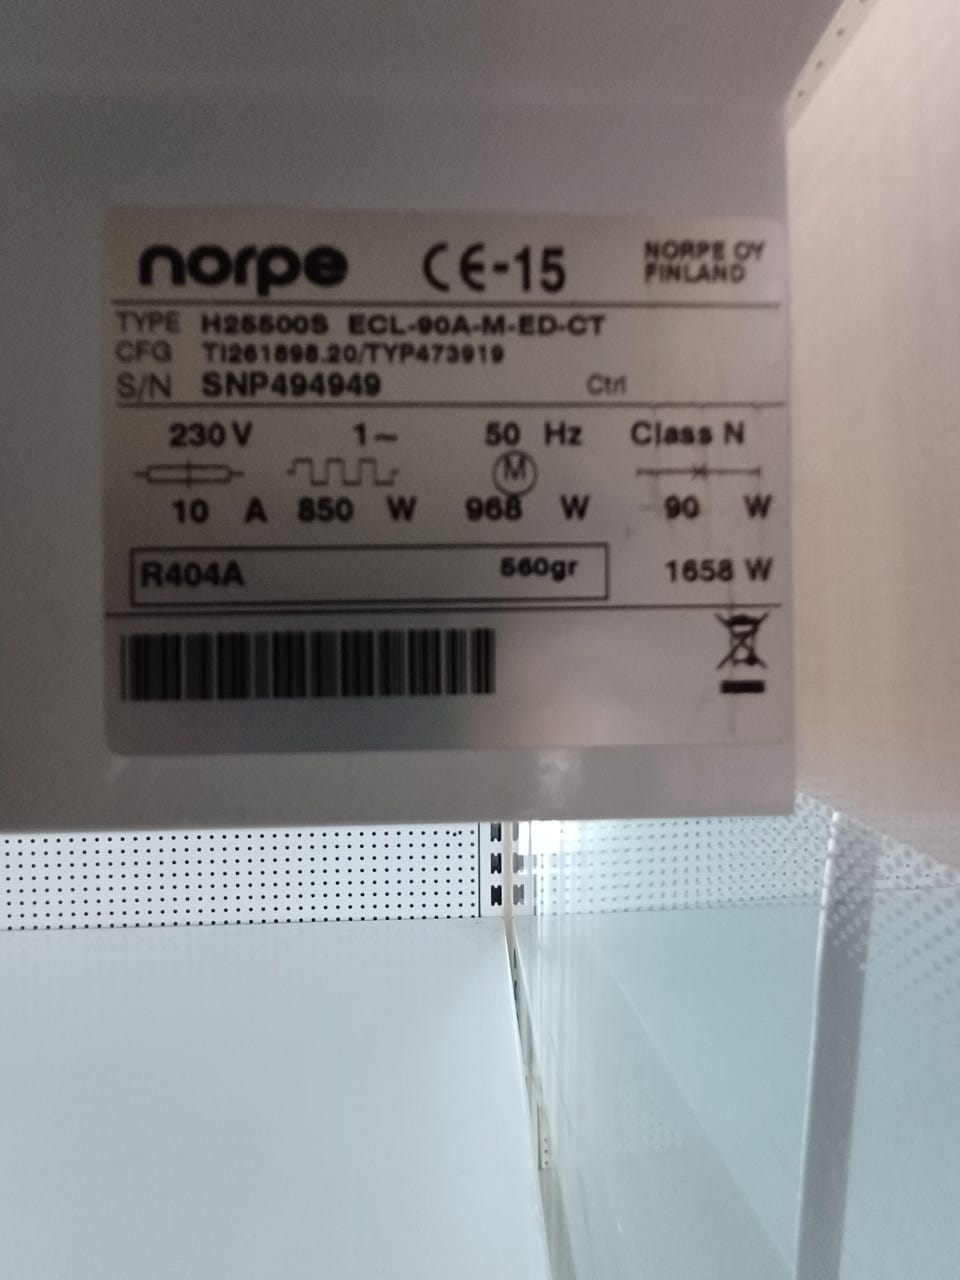 norpe CE-15 NORPE OY
FINLAND
TYPE H25500S ECL-90A-M-ED-CT
CFG TI261898.20/TYP473919
S/N SNP494949 Ctrl
230 V 1~ 50 Hz Class N
M
10 A 850 W 968 W 90 W
R404A 560gr 1658 W